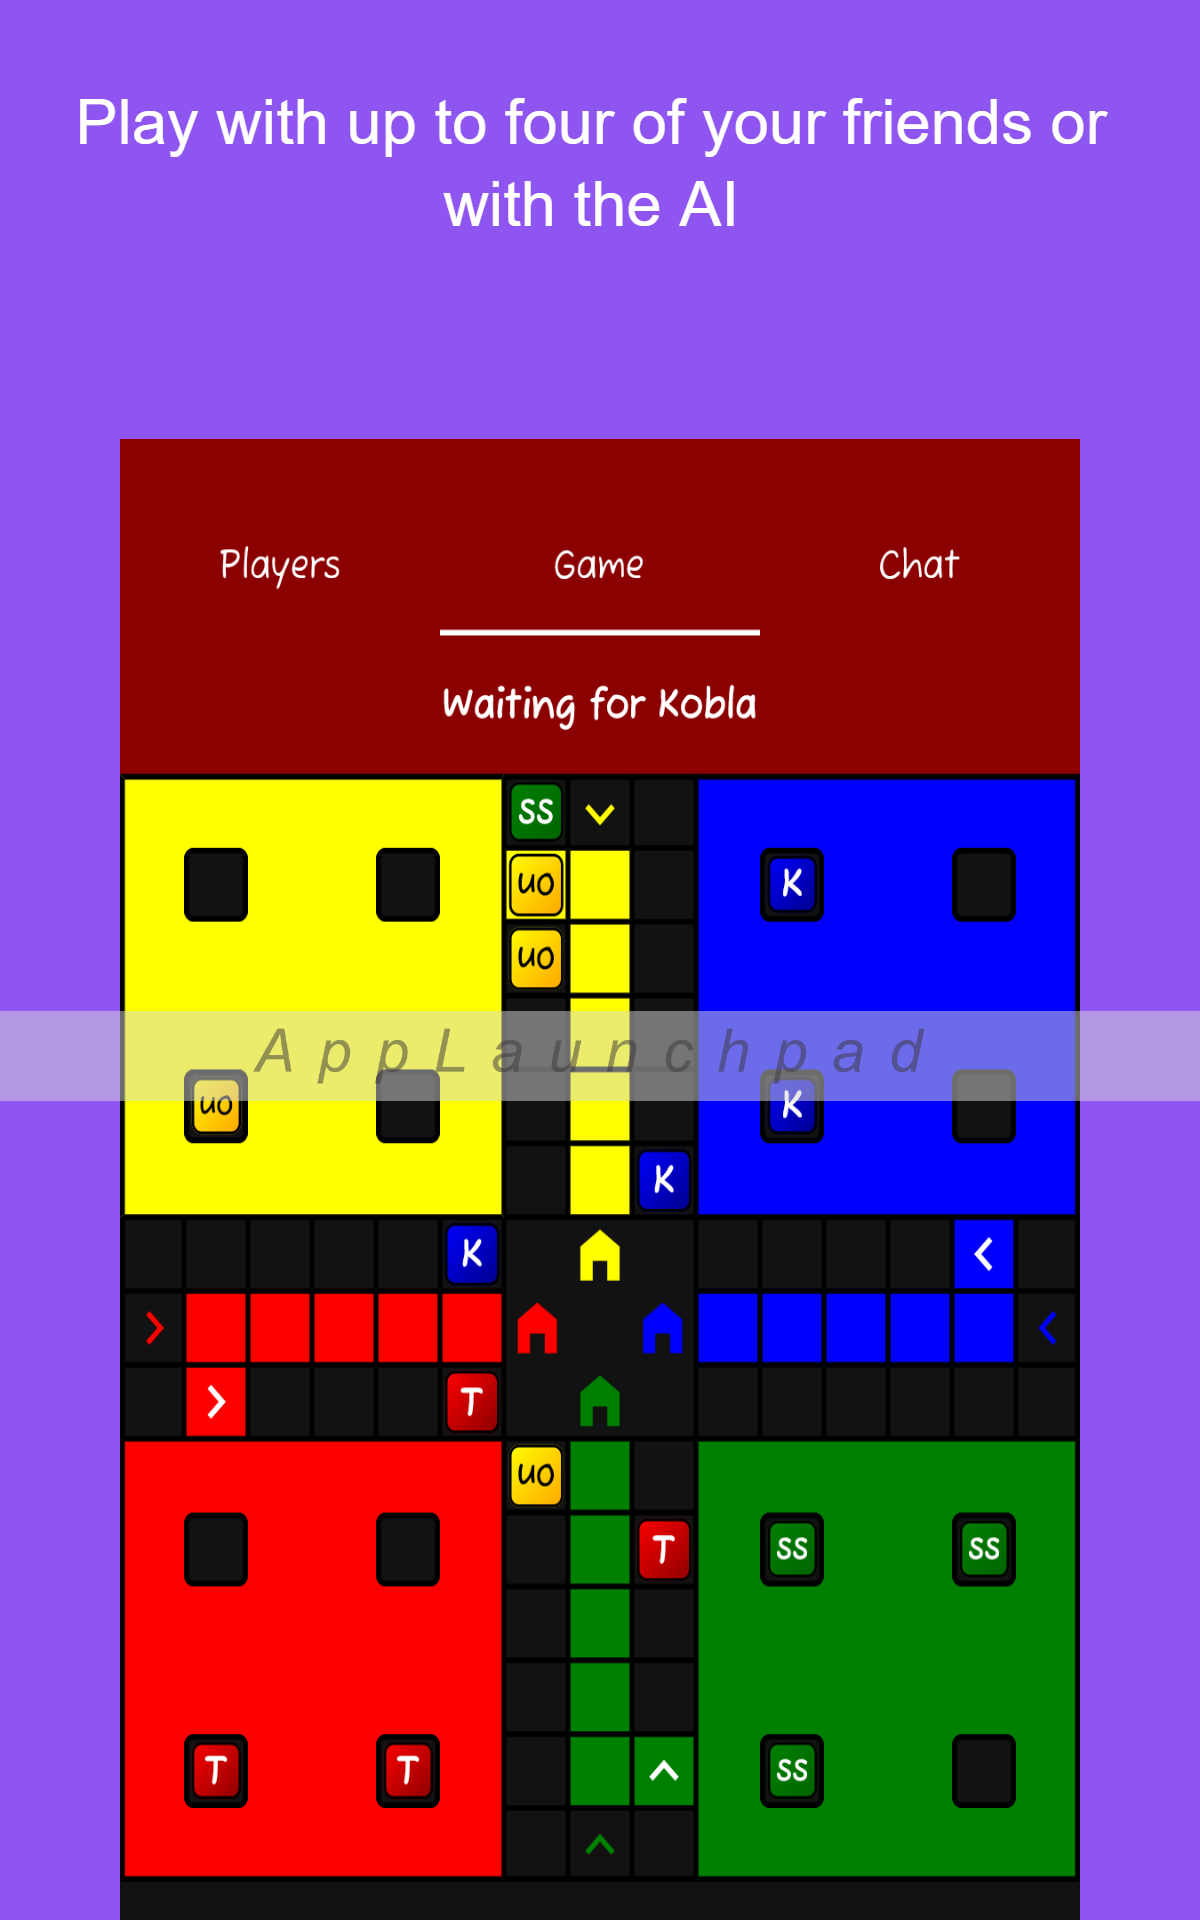 Play with up to four of your friends or
with the AI
Players Game Chat
Waiting for Kobla
SS
UO K
UO
AppLaunchpad
UO K
K
K
T
UO
T SS SS
T T SS